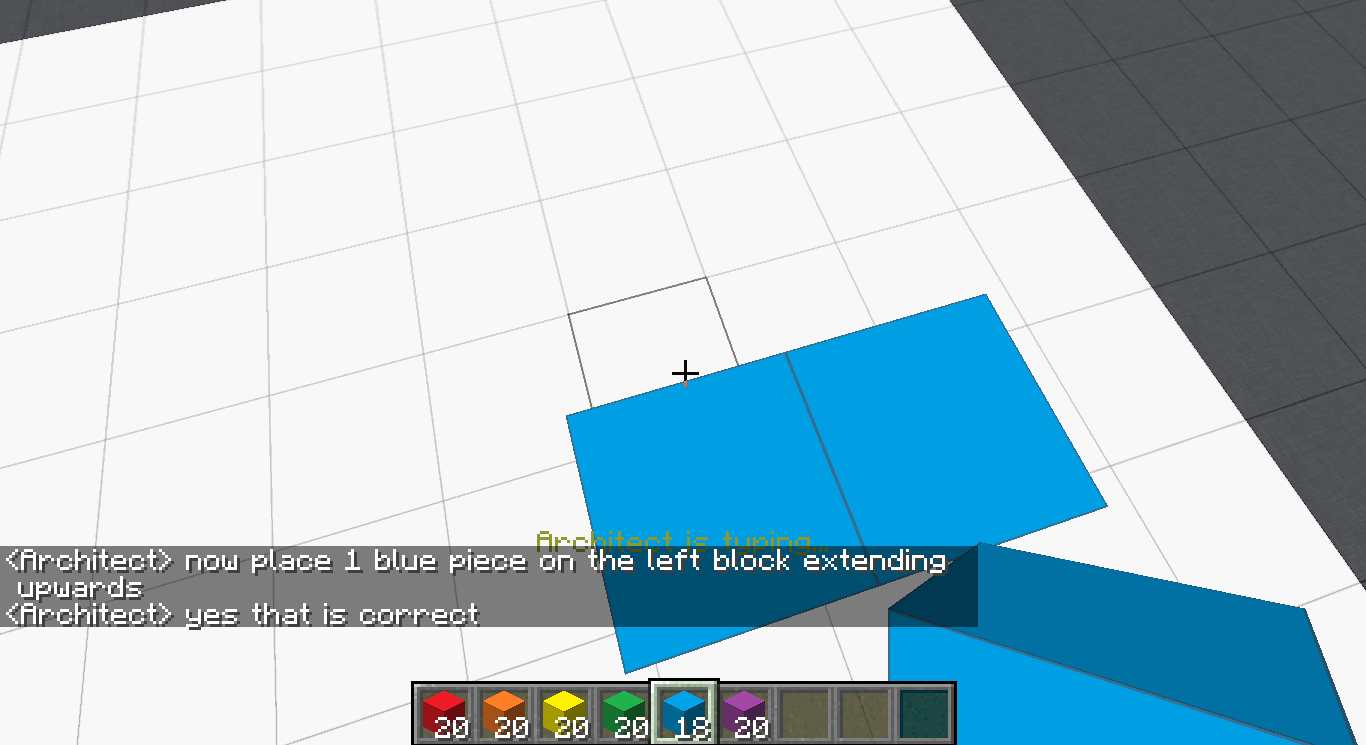 Architect is typing...
<Architect> now place 1 blue piece on the left block extending
upwards
<Architect> yes that is correct
20 20 20 20 18 20